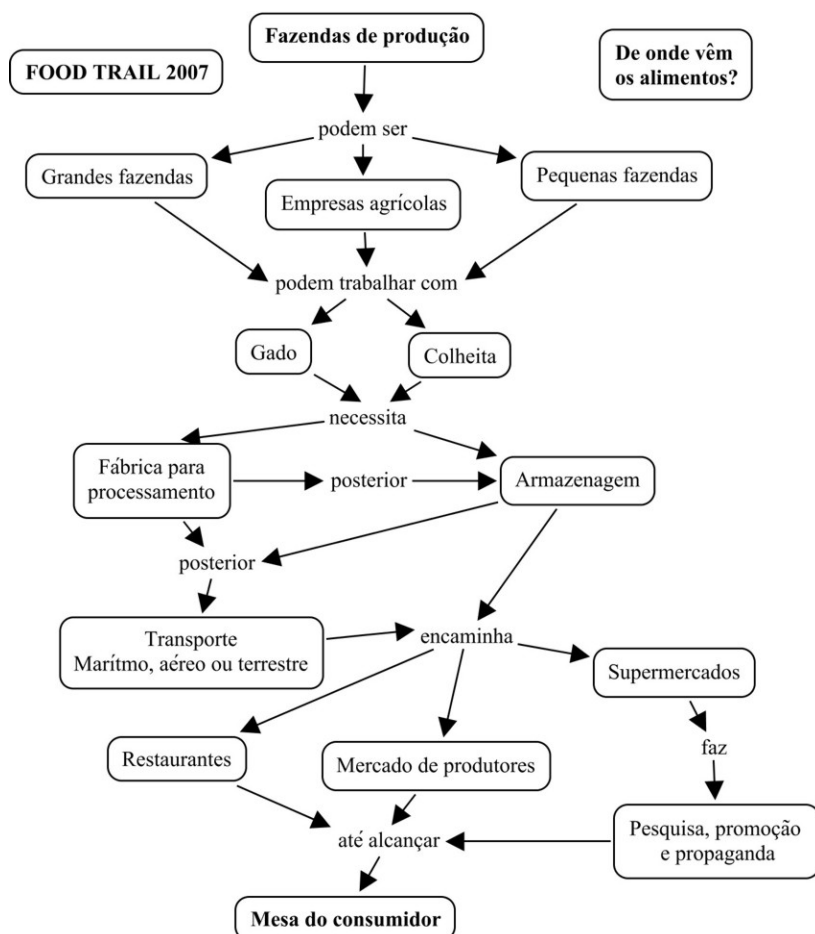 Fazendas de produção
FOOD TRAIL 2007
De onde vêm
os alimentos?
podem ser
Grandes fazendas
Empresas agrícolas
Pequenas fazendas
podem trabalhar com
Gado
Colheita
necessita
Fábrica para
processamento
posterior
Armazenagem
posterior
Transporte
Marítmo, aéreo ou terrestre
encaminha
Supermercados
Restaurantes
Mercado de produtores
faz
até alcançar
Pesquisa, promoção
e propaganda
Mesa do consumidor